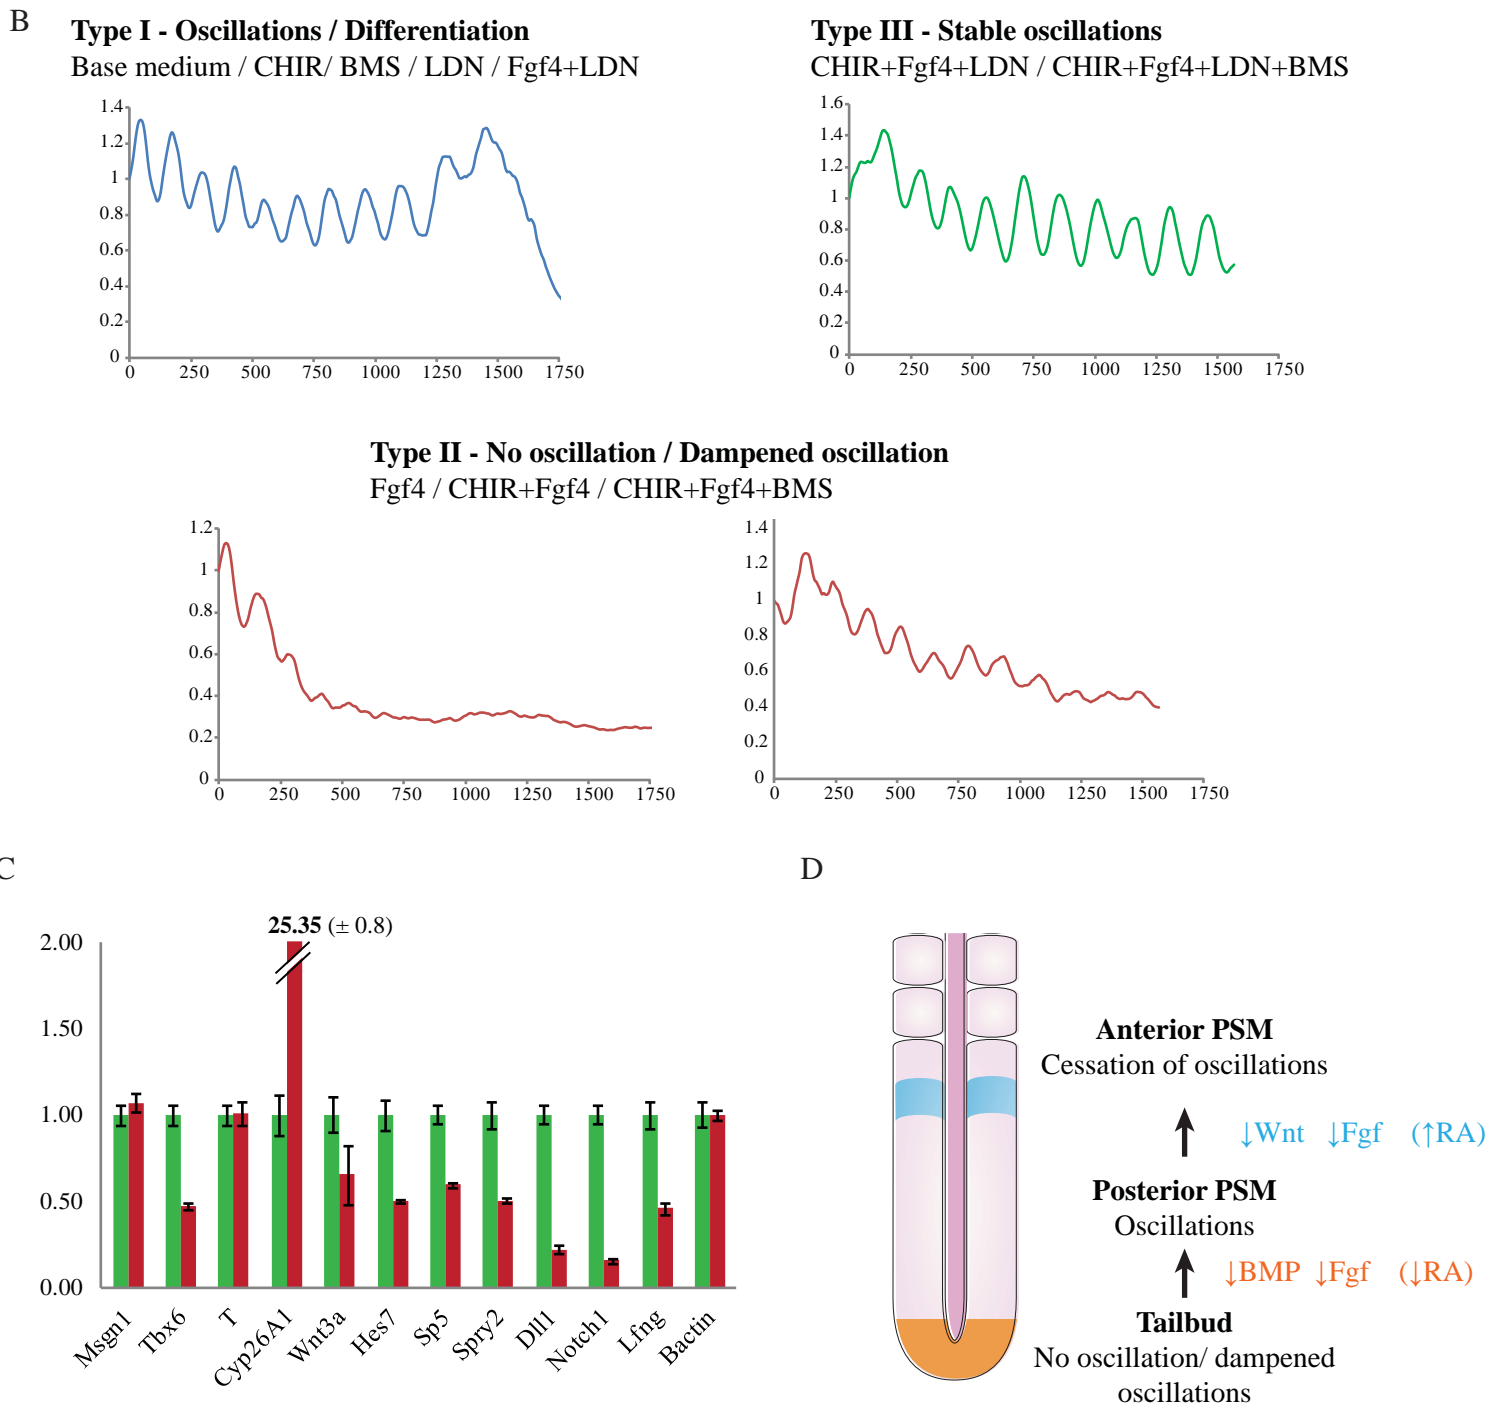 B
Type I - Oscillations / Differentiation
Base medium / CHIR/ BMS / LDN / Fgf4+LDN
1.4
1.2
1
0.8
0.6
0.4
0.2
0
0 250 500 750 1000 1250 1500 1750
Type III - Stable oscillations
CHIR+Fgf4+LDN / CHIR+Fgf4+LDN+BMS
1.6
1.4
1.2
1
0.8
0.6
0.4
0.2
0
0 250 500 750 1000 1250 1500 1750
Type II - No oscillation / Dampened oscillation
Fgf4 / CHIR+Fgf4 / CHIR+Fgf4+BMS
1.2
1
0.8
0.6
0.4
0.2
0
0 250 500 750 1000 1250 1500 1750
1.4
1.2
1
0.8
0.6
0.4
0.2
0
0 250 500 750 1000 1250 1500 1750
C
25.35 (± 0.8)
2.00
1.50
1.00
0.50
0.00
Msgn1
Tbx6
T
Cyp26A1
Wnt3a
Hes7
Sp5
Spry2
Dll1
Notch1
Lfng
Bactin
D
Anterior PSM
Cessation of oscillations
↓Wnt ↓Fgf (↑RA)
Posterior PSM
Oscillations
↓BMP ↓Fgf (↓RA)
Tailbud
No oscillation/ dampened
oscillations